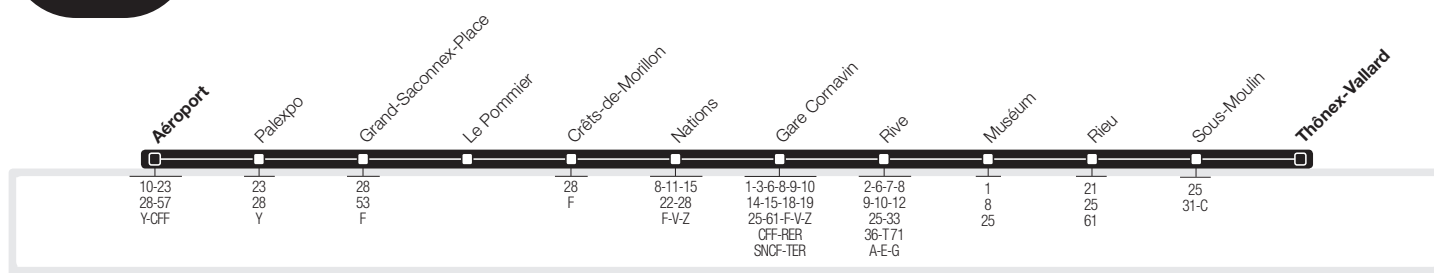 Aéroport
Palexpo
Grand-Saconnex-Place
Le Pommier
Crêts-de-Morillon
Nations
Gare Cornavin
Rive
Muséum
Rieu
Sous-Moulin
Thônex-Vallard
10-23
28-57
Y-CFF
23
28
Y
28
53
F
28
F
8-11-15
22-28
F-V-Z
1-3-6-8-9-10
14-15-18-19
25-61-F-V-Z
CFF-RER
SNCF-TER
2-6-7-8
9-10-12
25-33
36-T71
A-E-G
1
8
25
21
25
61
25
31-C